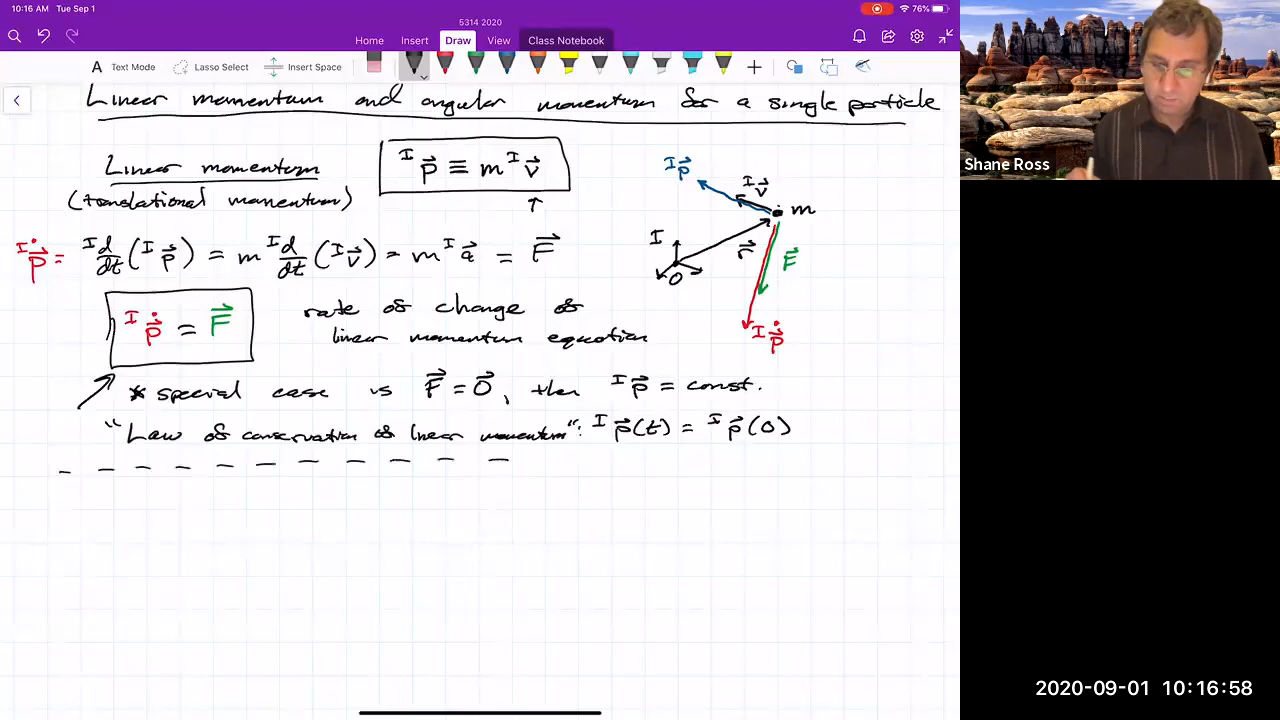 10:16 AM Tue Sep 1
76%
5314 2020
Home Insert Draw View Class Notebook
Text Mode Lasso Select Insert Space
Linear momentum and angular momentum for a single particle
Linear momentum
(translational momentum)
ᴵp⃗ ≡ m ᴵv⃗
↑
ᴵp⃗̇ = ᴵd/dt (ᴵp⃗) = m ᴵd/dt (ᴵv⃗) = m ᴵa⃗ = F⃗
ᴵp⃗̇ = F⃗
rate of change of
linear momentum equation
* special case is F⃗ = 0⃗, then ᴵp⃗ = const.
"Law of conservation of linear momentum": ᴵp⃗(t) = ᴵp⃗(0)
ᴵp⃗
ᴵv⃗
m
I
r⃗
O
F⃗
ᴵp⃗̇
Shane Ross
2020-09-01 10:16:58